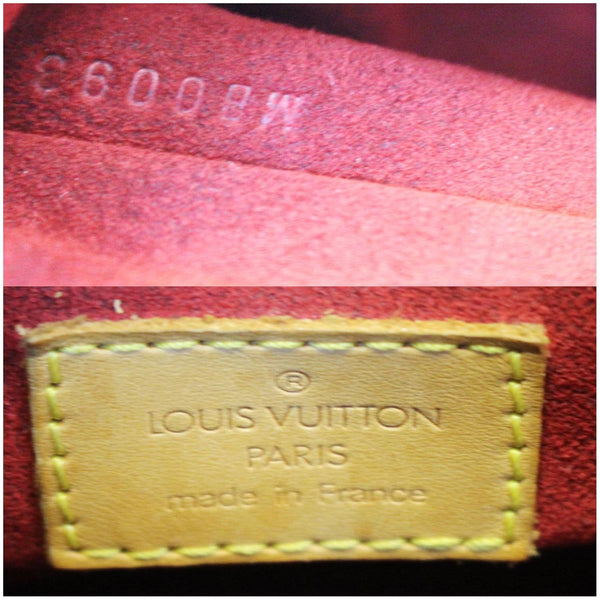 MB0093
®
LOUIS VUITTON
PARIS
made in France